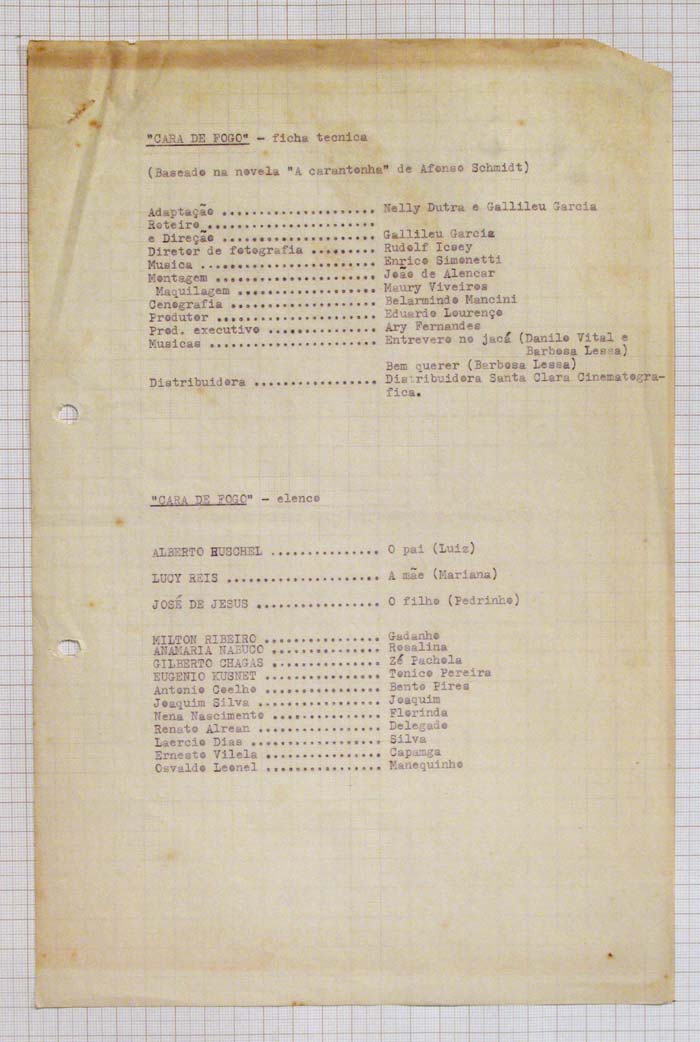 "CARA DE FOGO" - ficha tecnica
(Baseado na novela "A carantonha" de Afonso Schmidt)
Adaptação ..................... Nelly Dutra e Gallileu Garcia
Roteiro .......................
e Direção ..................... Gallileu Garcia
Diretor de fotografia ......... Rudolf Icsey
Musica ........................ Enrico Simonetti
Montagem ...................... João de Alencar
Maquilagem ................... Maury Viveiros
Cenografia .................... Belarmindo Mancini
Produtor ...................... Eduardo Lourenço
Prod. executivo ............... Ary Fernandes
Musicas ....................... Entrevero no jacá (Danilo Vital e
Barbosa Lessa)
Bem querer (Barbosa Lessa)
Distribuidora ................. Distribuidora Santa Clara Cinematogra-
fica.
"CARA DE FOGO" - elenco
ALBERTO RUSCHEL ............... O pai (Luiz)
LUCY REIS ..................... A mãe (Mariana)
JOSÉ DE JESUS ................. O filho (Pedrinho)
MILTON RIBEIRO ................ Gadanho
ANAMARIA NABUCO ............... Rosalina
GILBERTO CHAGAS ............... Zé Pachola
EUGENIO KUSNET ................ Tonico Pereira
Antonio Coelho ................ Bento Pires
Joaquim Silva ................. Joaquim
Nena Nascimento ............... Florinda
Renato Alrean ................. Delegado
Laercio Dias .................. Silva
Ernesto Vilela ................ Capamga
Osvaldo Leonel ................ Manequinho